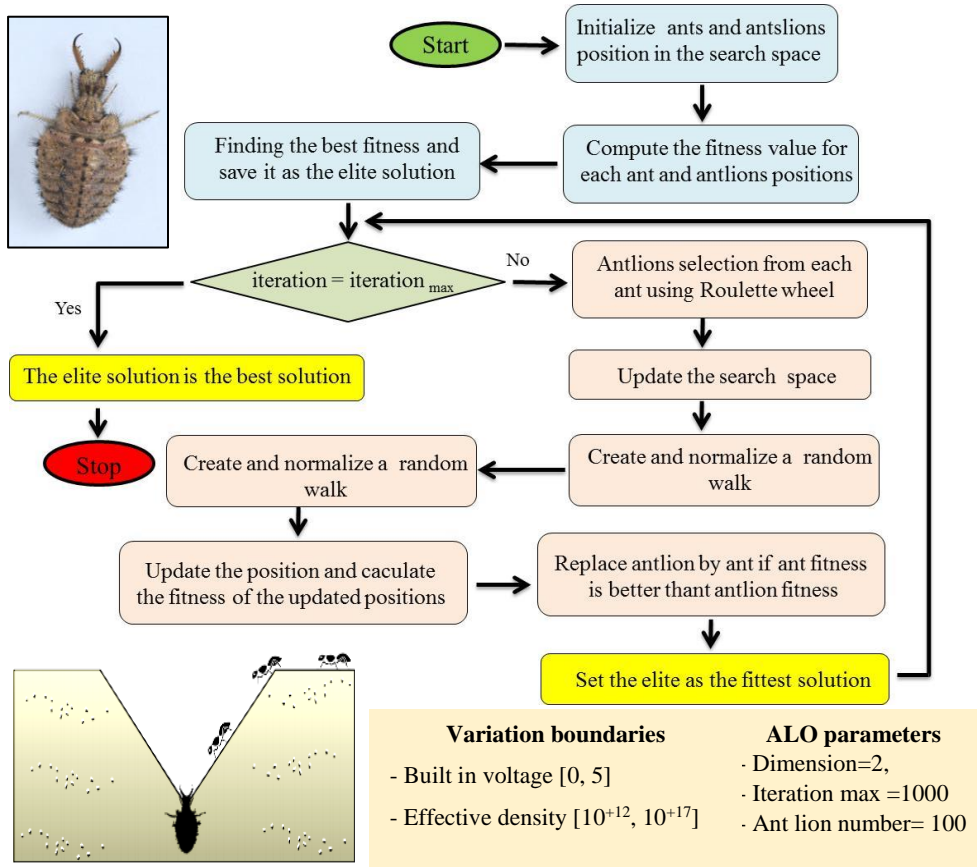 Start
Initialize ants and antslions
position in the search space
Compute the fitness value for
each ant and antlions positions
Finding the best fitness and
save it as the elite solution
iteration = iteration max
No
Yes
Antlions selection from each
ant using Roulette wheel
The elite solution is the best solution
Update the search space
Stop
Create and normalize a random
walk
Create and normalize a random
walk
Update the position and caculate
the fitness of the updated positions
Replace antlion by ant if ant fitness
is better thant antlion fitness
Set the elite as the fittest solution
Variation boundaries
- Built in voltage [0, 5]
- Effective density [10⁺¹², 10⁺¹⁷]
ALO parameters
- Dimension=2,
- Iteration max =1000
- Ant lion number= 100